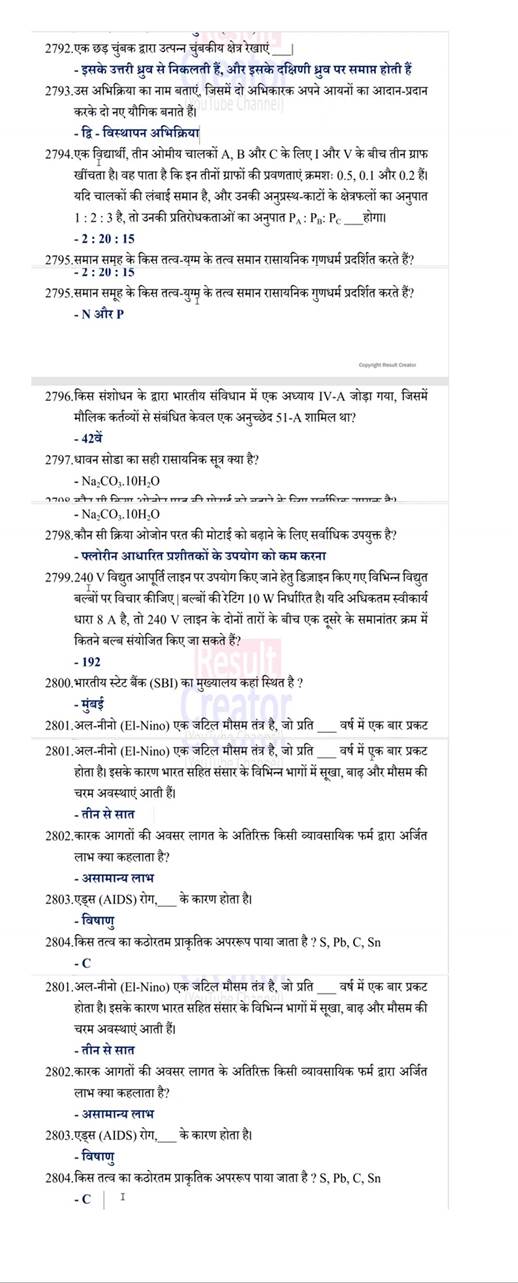 2792.एक छड़ चुंबक द्वारा उत्पन्न चुंबकीय क्षेत्र रेखाएं ____|
- इसके उत्तरी ध्रुव से निकलती हैं, और इसके दक्षिणी ध्रुव पर समाप्त होती हैं
2793.उस अभिक्रिया का नाम बताएं, जिसमें दो अभिकारक अपने आयनों का आदान-प्रदान
करके दो नए यौगिक बनाते हैं।
- द्वि - विस्थापन अभिक्रिया
2794.एक विद्यार्थी, तीन ओमीय चालकों A, B और C के लिए I और V के बीच तीन ग्राफ
खींचता है। वह पाता है कि इन तीनों ग्राफों की प्रवणताएं क्रमशः 0.5, 0.1 और 0.2 हैं।
यदि चालकों की लंबाई समान है, और उनकी अनुप्रस्थ-काटों के क्षेत्रफलों का अनुपात
1 : 2 : 3 है, तो उनकी प्रतिरोधकताओं का अनुपात P_A : P_B: P_C ____होगा।
- 2 : 20 : 15
2795.समान समूह के किस तत्व-युग्म के तत्व समान रासायनिक गुणधर्म प्रदर्शित करते हैं?
- 2 : 20 : 15
2795.समान समूह के किस तत्व-युग्म के तत्व समान रासायनिक गुणधर्म प्रदर्शित करते हैं?
- N और P
Copyright Result Creator
2796.किस संशोधन के द्वारा भारतीय संविधान में एक अध्याय IV-A जोड़ा गया, जिसमें
मौलिक कर्तव्यों से संबंधित केवल एक अनुच्छेद 51-A शामिल था?
- 42वें
2797.धावन सोडा का सही रासायनिक सूत्र क्या है?
- Na₂CO₃.10H₂O
- Na₂CO₃.10H₂O
2798.कौन सी क्रिया ओजोन परत की मोटाई को बढ़ाने के लिए सर्वाधिक उपयुक्त है?
- फ्लोरीन आधारित प्रशीतकों के उपयोग को कम करना
2799.240 V विद्युत आपूर्ति लाइन पर उपयोग किए जाने हेतु डिज़ाइन किए गए विभिन्न विद्युत
बल्बों पर विचार कीजिए| बल्बों की रेटिंग 10 W निर्धारित है। यदि अधिकतम स्वीकार्य
धारा 8 A है, तो 240 V लाइन के दोनों तारों के बीच एक दूसरे के समानांतर क्रम में
कितने बल्ब संयोजित किए जा सकते हैं?
- 192
Result
2800.भारतीय स्टेट बैंक (SBI) का मुख्यालय कहां स्थित है ?
- मुंबई
Creator
2801.अल-नीनो (El-Nino) एक जटिल मौसम तंत्र है, जो प्रति ____ वर्ष में एक बार प्रकट
2801.अल-नीनो (El-Nino) एक जटिल मौसम तंत्र है, जो प्रति ____ वर्ष में एक बार प्रकट
होता है। इसके कारण भारत सहित संसार के विभिन्न भागों में सूखा, बाढ़ और मौसम की
चरम अवस्थाएं आती हैं।
- तीन से सात
2802.कारक आगतों की अवसर लागत के अतिरिक्त किसी व्यावसायिक फर्म द्वारा अर्जित
लाभ क्या कहलाता है?
- असामान्य लाभ
2803.एड्स (AIDS) रोग,____ के कारण होता है।
- विषाणु
2804.किस तत्व का कठोरतम प्राकृतिक अपररूप पाया जाता है ? S, Pb, C, Sn
- C
2801.अल-नीनो (El-Nino) एक जटिल मौसम तंत्र है, जो प्रति ____ वर्ष में एक बार प्रकट
होता है। इसके कारण भारत सहित संसार के विभिन्न भागों में सूखा, बाढ़ और मौसम की
चरम अवस्थाएं आती हैं।
- तीन से सात
2802.कारक आगतों की अवसर लागत के अतिरिक्त किसी व्यावसायिक फर्म द्वारा अर्जित
लाभ क्या कहलाता है?
- असामान्य लाभ
2803.एड्स (AIDS) रोग,____ के कारण होता है।
- विषाणु
2804.किस तत्व का कठोरतम प्राकृतिक अपररूप पाया जाता है ? S, Pb, C, Sn
- C